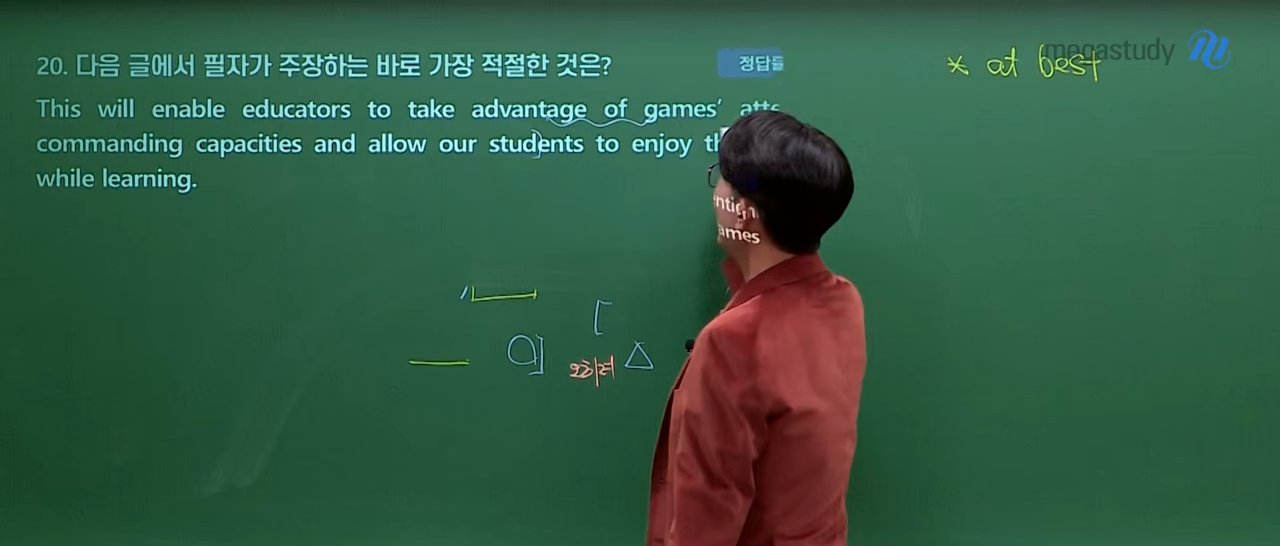 20. 다음 글에서 필자가 주장하는 바로 가장 적절한 것은?
정답률
megastudy
* at best
This will enable educators to take advantage of games’
commanding capacities and allow our students to enjoy
while learning.
ames